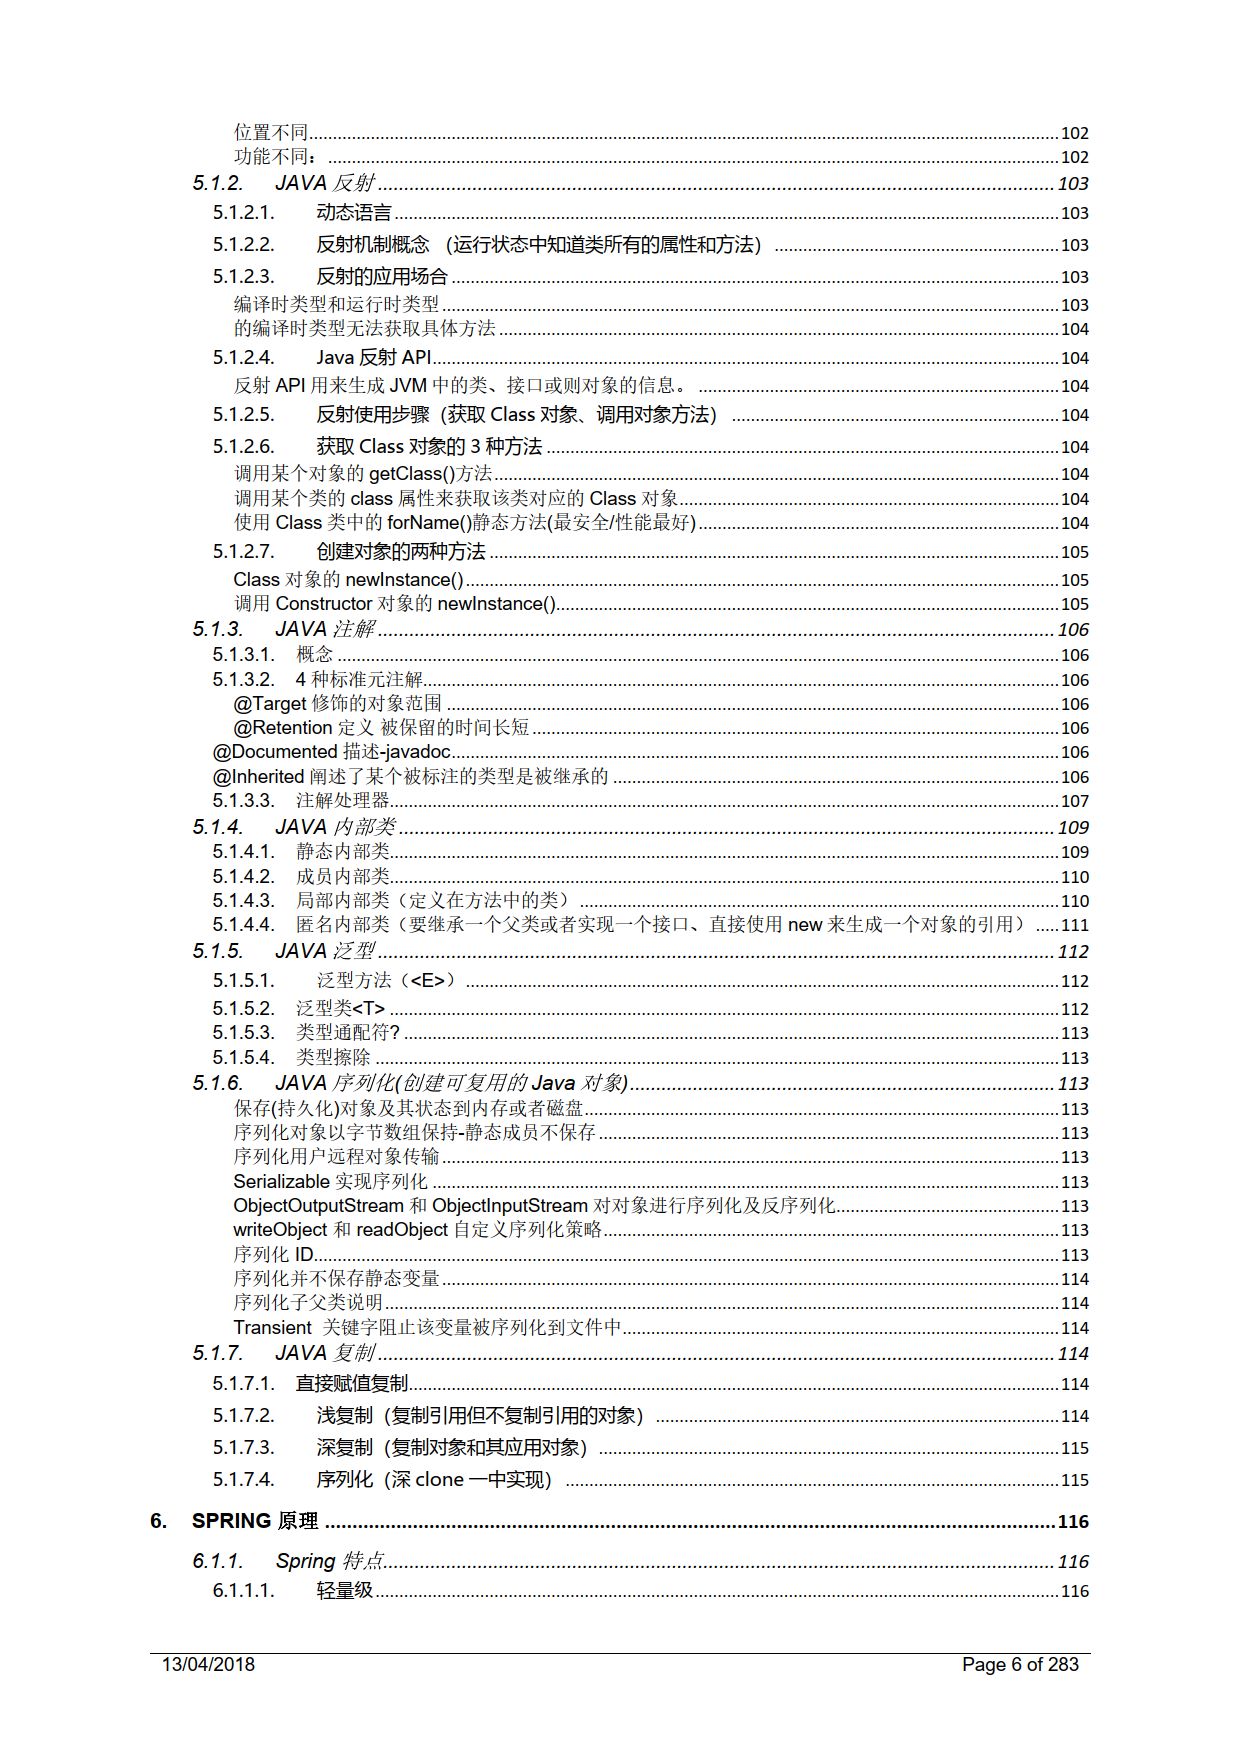 位置不同........102
功能不同：........102
5.1.2. JAVA 反射........103
5.1.2.1. 动态语言........103
5.1.2.2. 反射机制概念 （运行状态中知道类所有的属性和方法）........103
5.1.2.3. 反射的应用场合........103
编译时类型和运行时类型........103
的编译时类型无法获取具体方法........104
5.1.2.4. Java 反射 API........104
反射 API 用来生成 JVM 中的类、接口或则对象的信息。........104
5.1.2.5. 反射使用步骤（获取 Class 对象、调用对象方法）........104
5.1.2.6. 获取 Class 对象的 3 种方法........104
调用某个对象的 getClass()方法........104
调用某个类的 class 属性来获取该类对应的 Class 对象........104
使用 Class 类中的 forName()静态方法(最安全/性能最好)........104
5.1.2.7. 创建对象的两种方法........105
Class 对象的 newInstance()........105
调用 Constructor 对象的 newInstance()........105
5.1.3. JAVA 注解........106
5.1.3.1. 概念........106
5.1.3.2. 4 种标准元注解........106
@Target 修饰的对象范围........106
@Retention 定义 被保留的时间长短........106
@Documented 描述-javadoc........106
@Inherited 阐述了某个被标注的类型是被继承的........106
5.1.3.3. 注解处理器........107
5.1.4. JAVA 内部类........109
5.1.4.1. 静态内部类........109
5.1.4.2. 成员内部类........110
5.1.4.3. 局部内部类（定义在方法中的类）........110
5.1.4.4. 匿名内部类（要继承一个父类或者实现一个接口、直接使用 new 来生成一个对象的引用）.....111
5.1.5. JAVA 泛型........112
5.1.5.1. 泛型方法（<E>）........112
5.1.5.2. 泛型类<T>........112
5.1.5.3. 类型通配符?........113
5.1.5.4. 类型擦除........113
5.1.6. JAVA 序列化(创建可复用的 Java 对象)........113
保存(持久化)对象及其状态到内存或者磁盘........113
序列化对象以字节数组保持-静态成员不保存........113
序列化用户远程对象传输........113
Serializable 实现序列化........113
ObjectOutputStream 和 ObjectInputStream 对对象进行序列化及反序列化........113
writeObject 和 readObject 自定义序列化策略........113
序列化 ID........113
序列化并不保存静态变量........114
序列化子父类说明........114
Transient 关键字阻止该变量被序列化到文件中........114
5.1.7. JAVA 复制........114
5.1.7.1. 直接赋值复制........114
5.1.7.2. 浅复制（复制引用但不复制引用的对象）........114
5.1.7.3. 深复制（复制对象和其应用对象）........115
5.1.7.4. 序列化（深 clone 一中实现）........115
6. SPRING 原理........116
6.1.1. Spring 特点........116
6.1.1.1. 轻量级........116
13/04/2018 Page 6 of 283